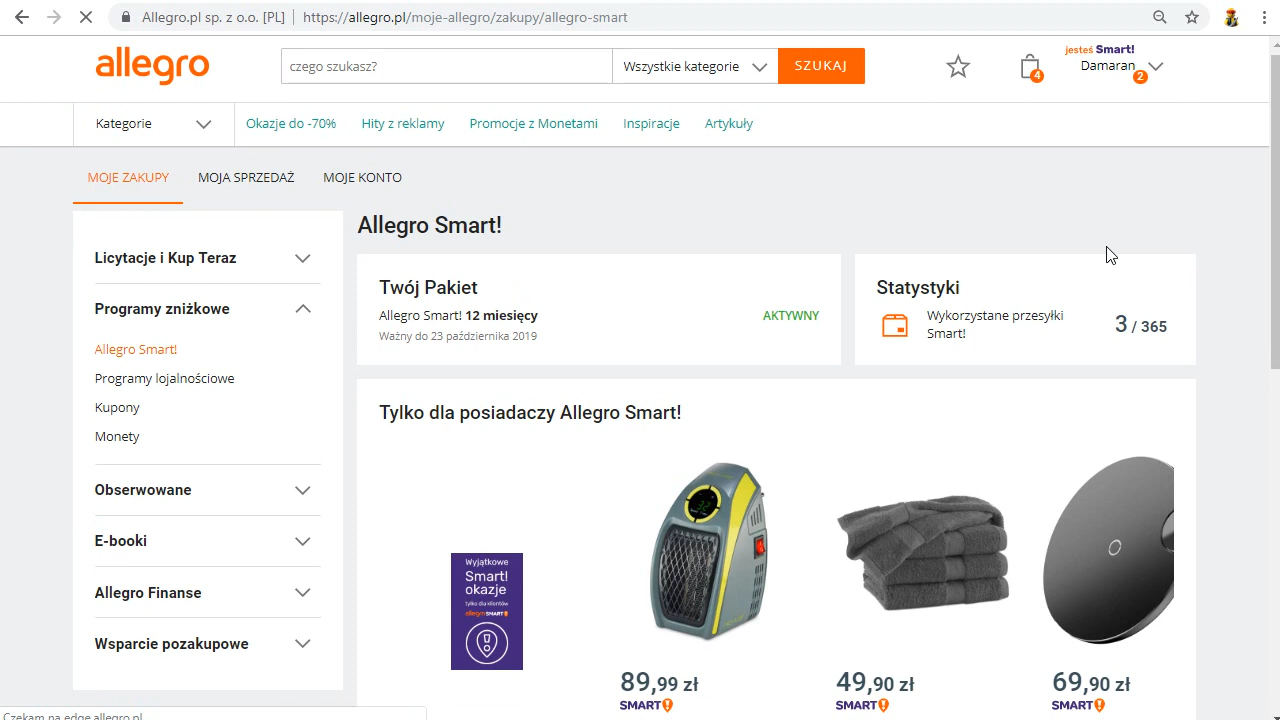 Allegro.pl sp. z o.o. [PL] https://allegro.pl/moje-allegro/zakupy/allegro-smart
allegro
czego szukasz?
Wszystkie kategorie
SZUKAJ
4
jesteś Smart!
Damaran
2
Kategorie
Okazje do -70%
Hity z reklamy
Promocje z Monetami
Inspiracje
Artykuły
MOJE ZAKUPY
MOJA SPRZEDAŻ
MOJE KONTO
Licytacje i Kup Teraz
Programy zniżkowe
Allegro Smart!
Programy lojalnościowe
Kupony
Monety
Obserwowane
E-booki
Allegro Finanse
Wsparcie pozakupowe
Allegro Smart!
Twój Pakiet
Allegro Smart! 12 miesięcy
AKTYWNY
Ważny do 23 października 2019
Statystyki
Wykorzystane przesyłki
Smart!
3 / 365
Tylko dla posiadaczy Allegro Smart!
Wyjątkowe
Smart!
okazje
tylko dla klientów
allegro SMART!
89,99 zł
SMART!
49,90 zł
SMART!
69,90 zł
SMART!
Czekam na edge.allegro.pl